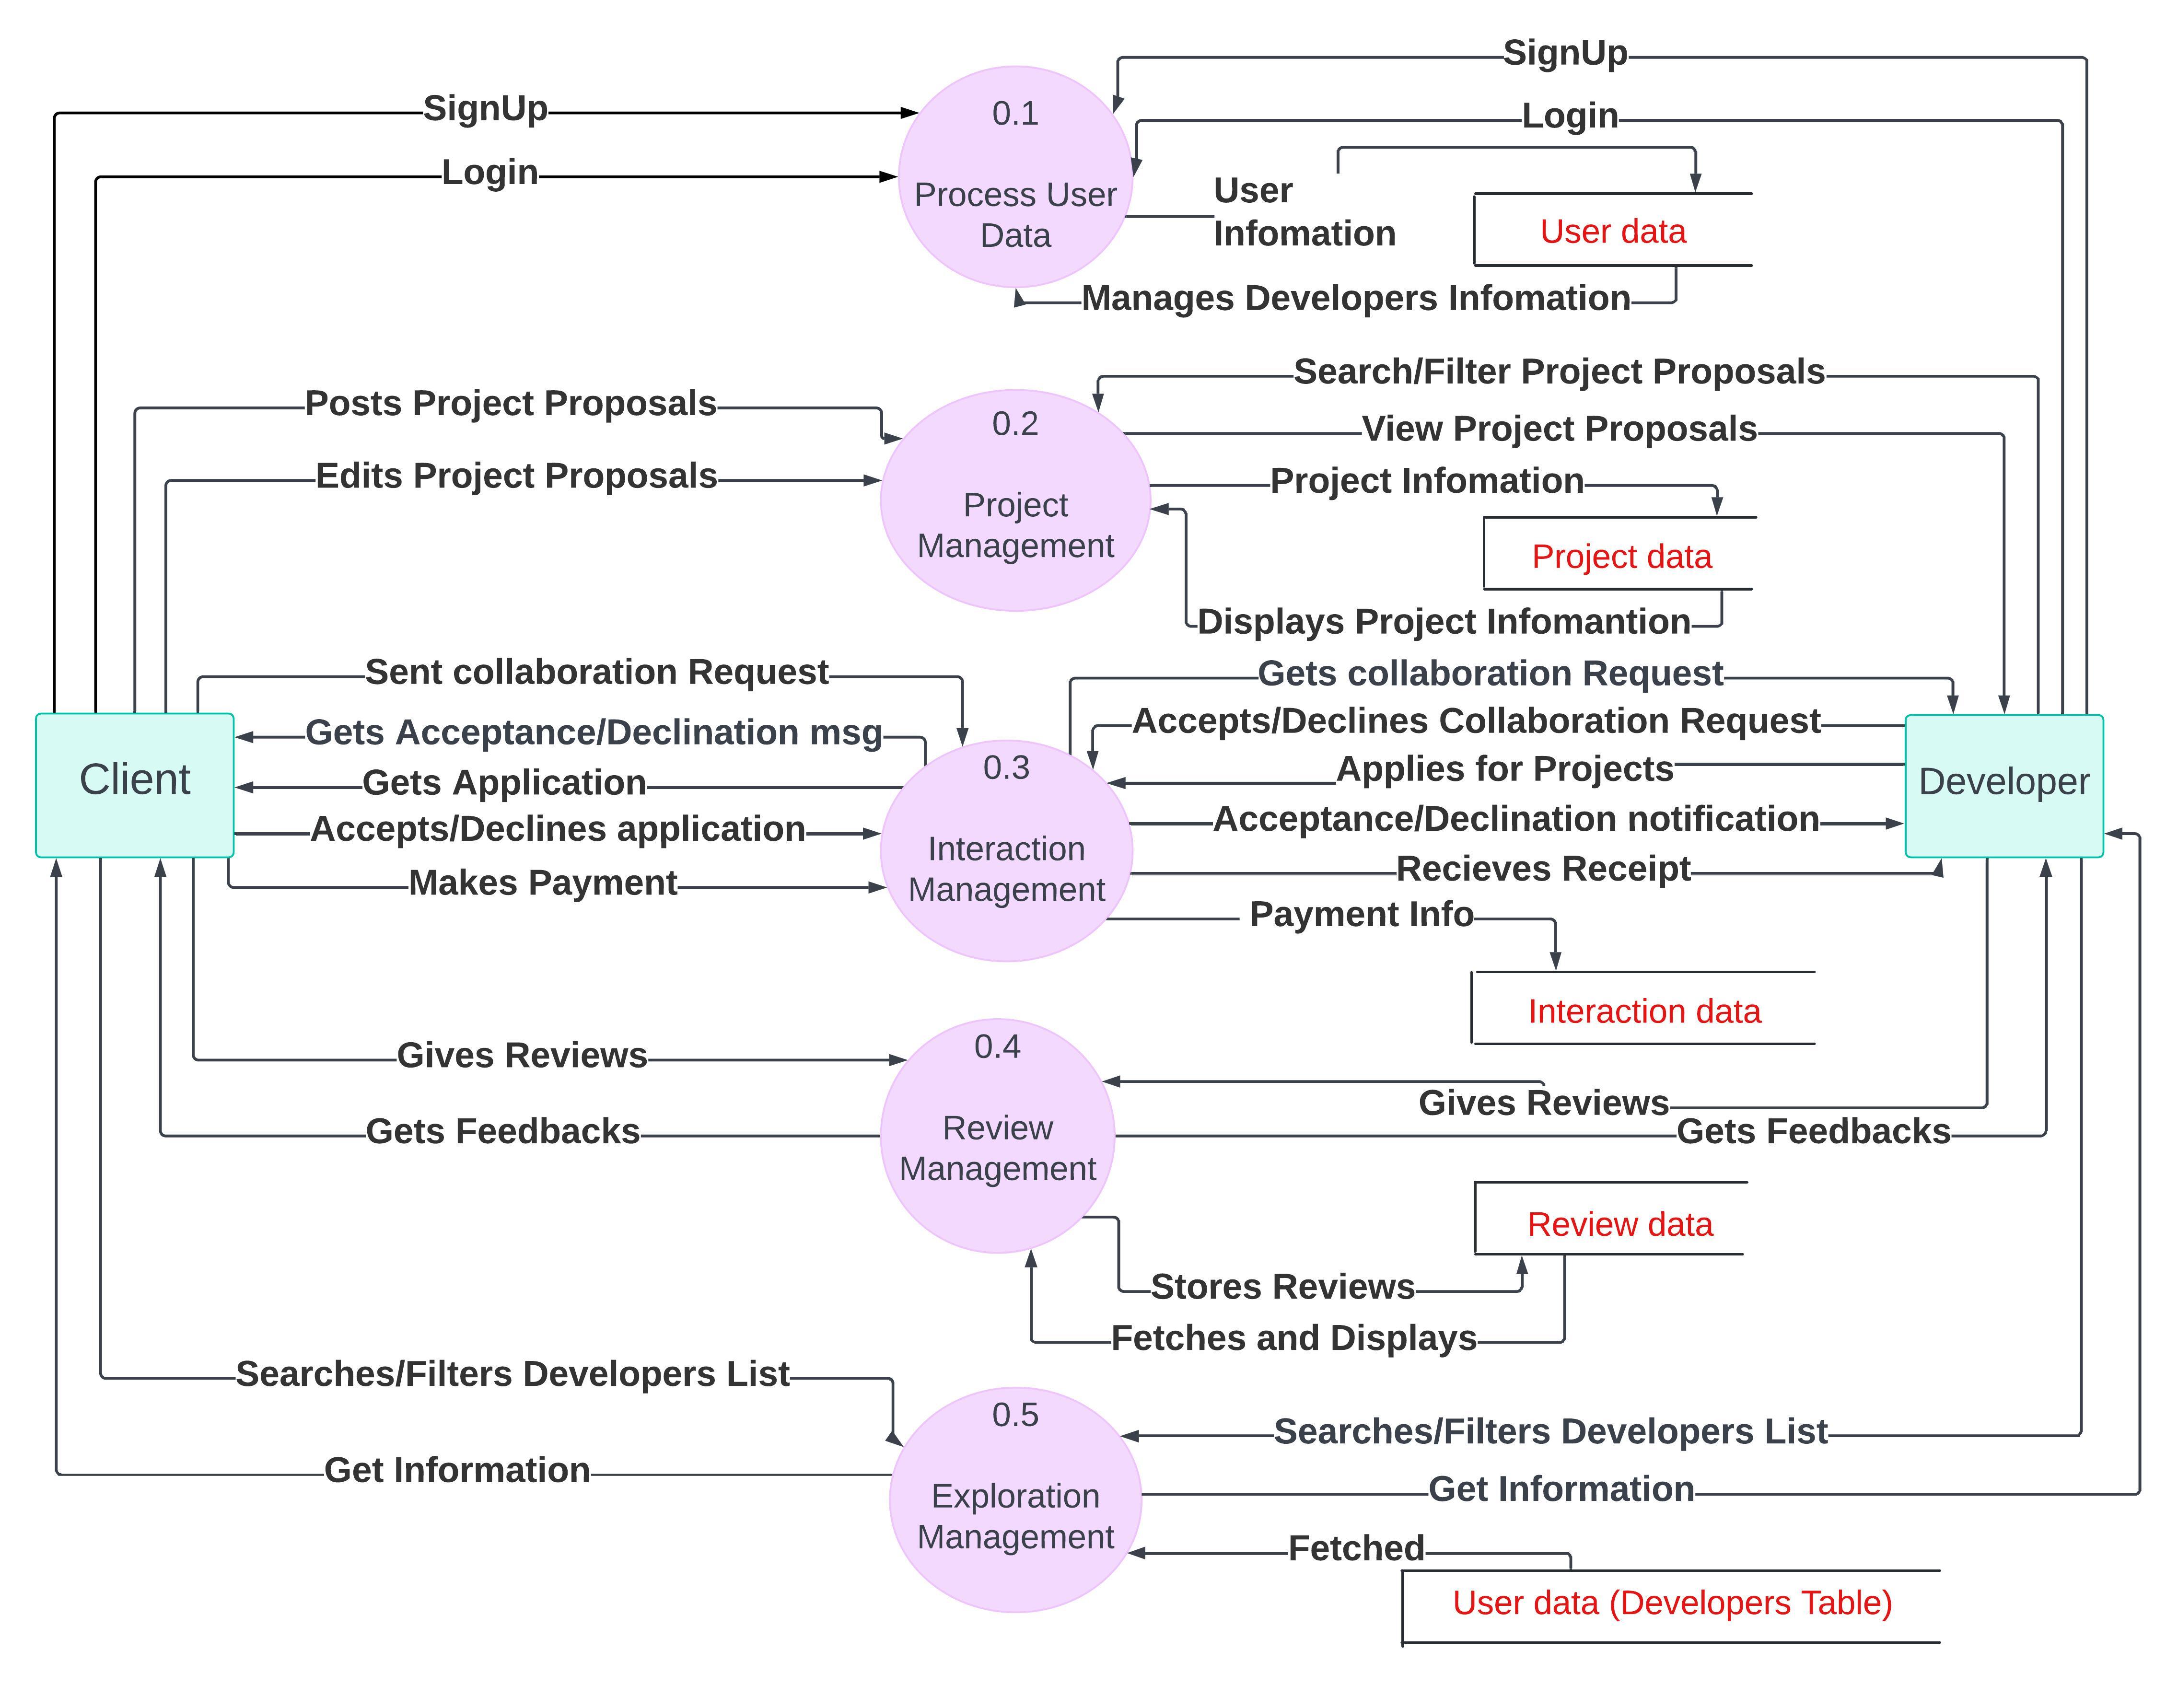 SignUp
SignUp
Login
Login
0.1
Process User
Data
User
Infomation
User data
Manages Developers Infomation
Posts Project Proposals
Edits Project Proposals
0.2
Project
Management
Search/Filter Project Proposals
View Project Proposals
Project Infomation
Project data
Displays Project Infomantion
Sent collaboration Request
Gets collaboration Request
Gets Acceptance/Declination msg
Accepts/Declines Collaboration Request
Client
Gets Application
0.3
Interaction
Management
Applies for Projects
Developer
Accepts/Declines application
Acceptance/Declination notification
Makes Payment
Recieves Receipt
Payment Info
Interaction data
Gives Reviews
0.4
Review
Management
Gives Reviews
Gets Feedbacks
Gets Feedbacks
Review data
Stores Reviews
Fetches and Displays
Searches/Filters Developers List
0.5
Exploration
Management
Searches/Filters Developers List
Get Information
Get Information
Fetched
User data (Developers Table)